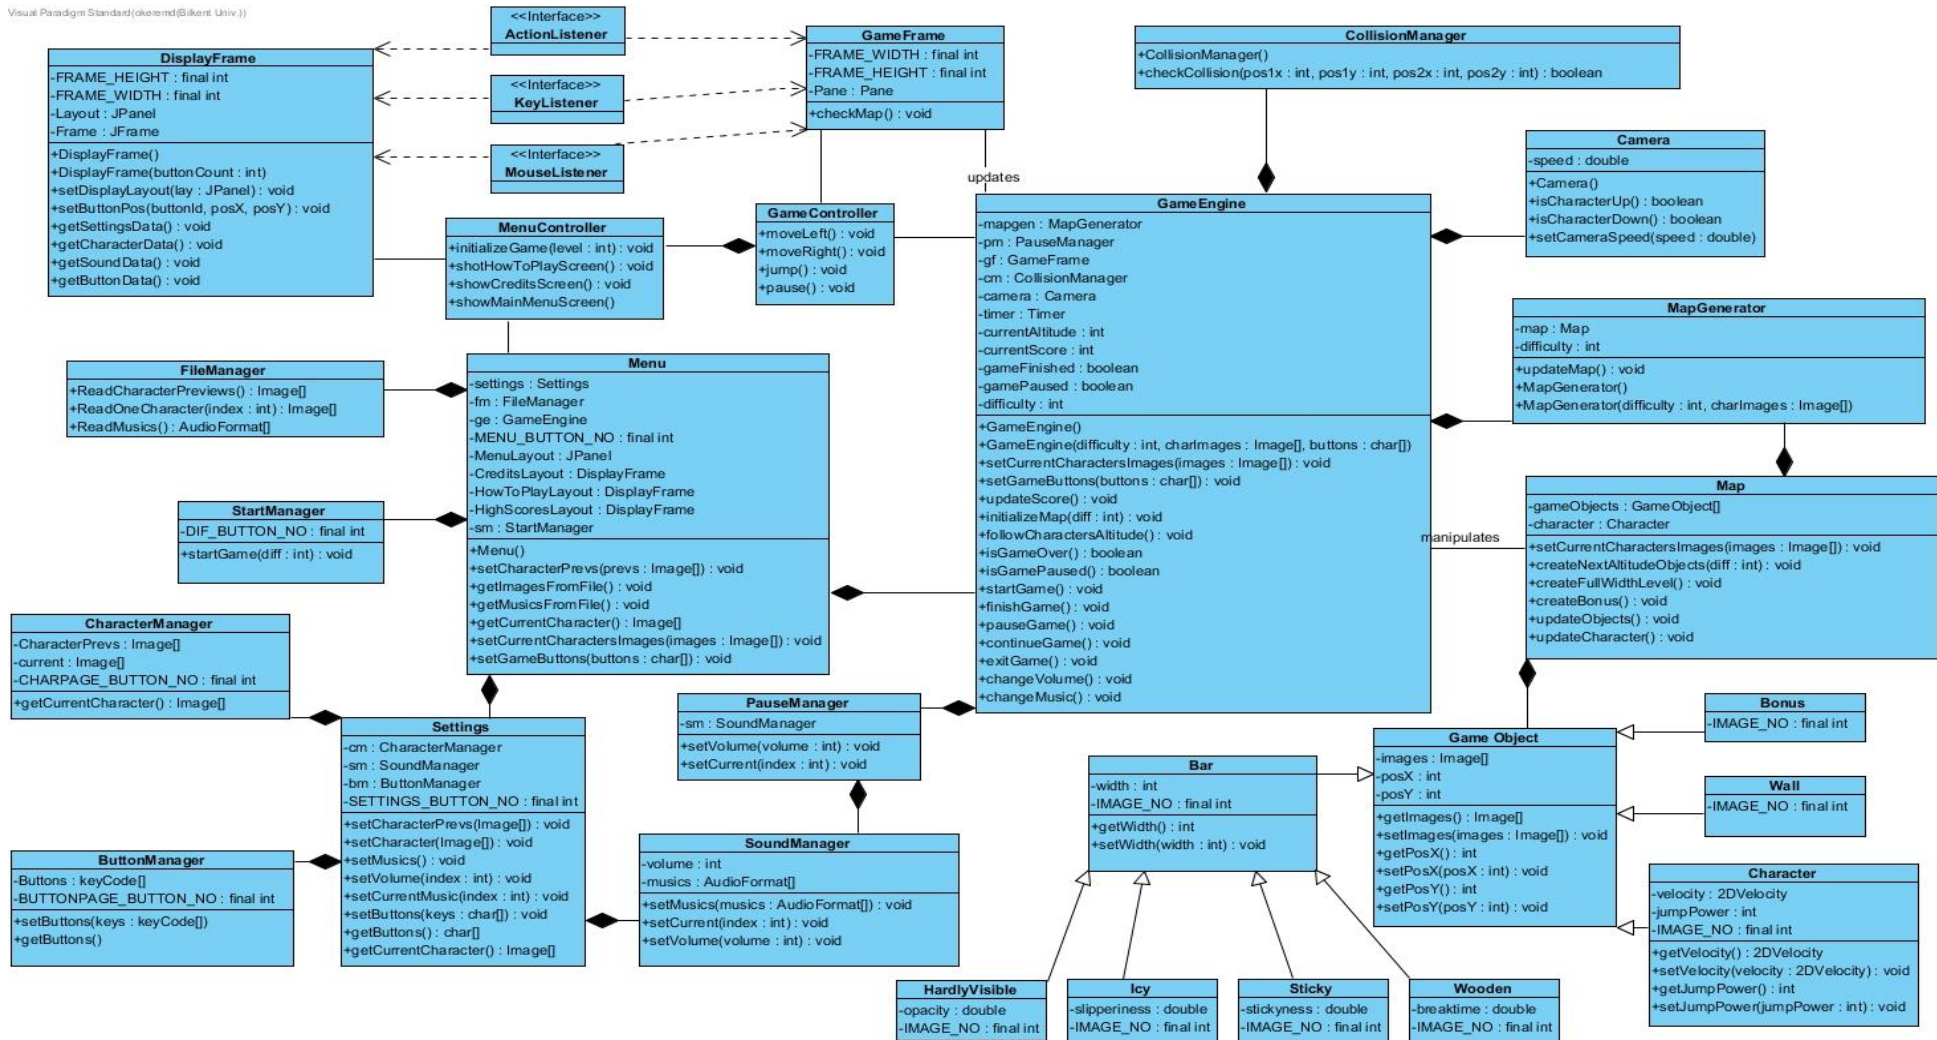 Visual Paradigm Standard(okeremd(Bilkent Univ.))
<<Interface>>
ActionListener
<<Interface>>
KeyListener
<<Interface>>
MouseListener
DisplayFrame
-FRAME_HEIGHT : final int
-FRAME_WIDTH : final int
-Layout : JPanel
-Frame : JFrame
+DisplayFrame()
+DisplayFrame(buttonCount : int)
+setDisplayLayout(lay : JPanel) : void
+setButtonPos(buttonId, posX, posY) : void
+getSettingsData() : void
+getCharacterData() : void
+getSoundData() : void
+getButtonData() : void
GameFrame
-FRAME_WIDTH : final int
-FRAME_HEIGHT : final int
-Pane : Pane
+checkMap() : void
CollisionManager
+CollisionManager()
+checkCollision(pos1x : int, pos1y : int, pos2x : int, pos2y : int) : boolean
Camera
-speed : double
+Camera()
+isCharacterUp() : boolean
+isCharacterDown() : boolean
+setCameraSpeed(speed : double)
updates
MenuController
+initializeGame(level : int) : void
+shotHowToPlayScreen() : void
+showCreditsScreen() : void
+showMainMenuScreen()
GameController
+moveLeft() : void
+moveRight() : void
+jump() : void
+pause() : void
GameEngine
-mapgen : MapGenerator
-pm : PauseManager
-gf : GameFrame
-cm : CollisionManager
-camera : Camera
-timer : Timer
-currentAltitude : int
-currentScore : int
-gameFinished : boolean
-gamePaused : boolean
-difficulty : int
+GameEngine()
+GameEngine(difficulty : int, charImages : Image[], buttons : char[])
+setCurrentCharactersImages(images : Image[]) : void
+setGameButtons(buttons : char[]) : void
+updateScore() : void
+initializeMap(diff : int) : void
+followCharactersAltitude() : void
+isGameOver() : boolean
+isGamePaused() : boolean
+startGame() : void
+finishGame() : void
+pauseGame() : void
+continueGame() : void
+exitGame() : void
+changeVolume() : void
+changeMusic() : void
MapGenerator
-map : Map
-difficulty : int
+updateMap() : void
+MapGenerator()
+MapGenerator(difficulty : int, charImages : Image[])
manipulates
Map
-gameObjects : GameObject[]
-character : Character
+setCurrentCharactersImages(images : Image[]) : void
+createNextAltitudeObjects(diff : int) : void
+createFullWidthLevel() : void
+createBonus() : void
+updateObjects() : void
+updateCharacter() : void
FileManager
+ReadCharacterPreviews() : Image[]
+ReadOneCharacter(index : int) : Image[]
+ReadMusics() : AudioFormat[]
StartManager
-DIF_BUTTON_NO : final int
+startGame(diff : int) : void
Menu
-settings : Settings
-fm : FileManager
-ge : GameEngine
-MENU_BUTTON_NO : final int
-MenuLayout : JPanel
-CreditsLayout : DisplayFrame
-HowToPlayLayout : DisplayFrame
-HighScoresLayout : DisplayFrame
-sm : StartManager
+Menu()
+setCharacterPrevs(prevs : Image[]) : void
+getImagesFromFile() : void
+getMusicsFromFile() : void
+getCurrentCharacter() : Image[]
+setCurrentCharactersImages(images : Image[]) : void
+setGameButtons(buttons : char[]) : void
CharacterManager
-CharacterPrevs : Image[]
-current : Image[]
-CHARPAGE_BUTTON_NO : final int
+getCurrentCharacter() : Image[]
Settings
-cm : CharacterManager
-sm : SoundManager
-bm : ButtonManager
-SETTINGS_BUTTON_NO : final int
+setCharacterPrevs(Image[]) : void
+setCharacter(Image[]) : void
+setMusics() : void
+setVolume(index : int) : void
+setCurrentMusic(index : int) : void
+setButtons(keys : char[]) : void
+getButtons() : char[]
+getCurrentCharacter() : Image[]
ButtonManager
-Buttons : keyCode[]
-BUTTONPAGE_BUTTON_NO : final int
+setButtons(keys : keyCode[])
+getButtons()
PauseManager
-sm : SoundManager
+setVolume(volume : int) : void
+setCurrent(index : int) : void
SoundManager
-volume : int
-musics : AudioFormat[]
+setMusics(musics : AudioFormat[]) : void
+setCurrent(index : int) : void
+setVolume(volume : int) : void
Bar
-width : int
-IMAGE_NO : final int
+getWidth() : int
+setWidth(width : int) : void
Game Object
-images : Image[]
-posX : int
-posY : int
+getImages() : Image[]
+setImages(images : Image[]) : void
+getPosX() : int
+setPosX(posX : int) : void
+getPosY() : int
+setPosY(posY : int) : void
Bonus
-IMAGE_NO : final int
Wall
-IMAGE_NO : final int
Character
-velocity : 2DVelocity
-jumpPower : int
-IMAGE_NO : final int
+getVelocity() : 2DVelocity
+setVelocity(velocity : 2DVelocity) : void
+getJumpPower() : int
+setJumpPower(jumpPower : int) : void
HardlyVisible
-opacity : double
-IMAGE_NO : final int
Icy
-slipperiness : double
-IMAGE_NO : final int
Sticky
-stickyness : double
-IMAGE_NO : final int
Wooden
-breaktime : double
-IMAGE_NO : final int